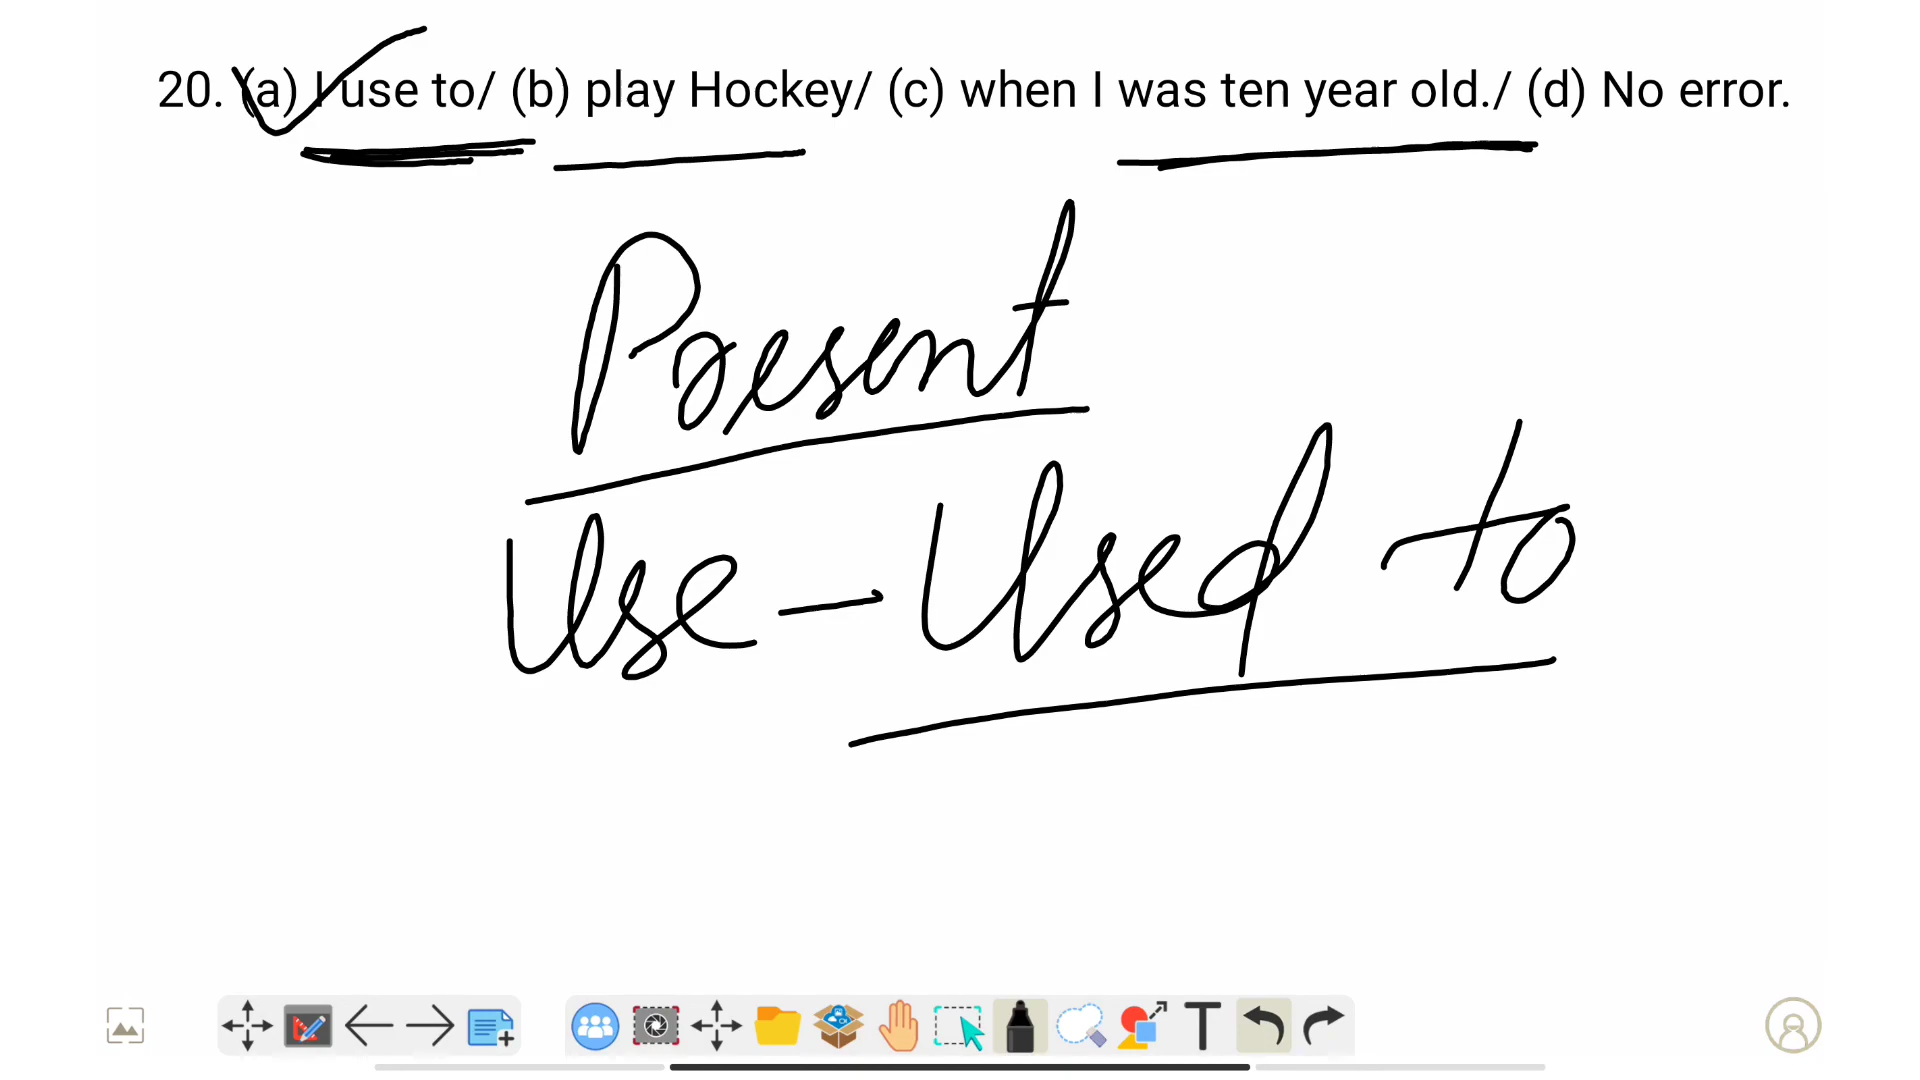 20. (a) I use to/ (b) play Hockey/ (c) when I was ten year old./ (d) No error.
Present
Use - Used to